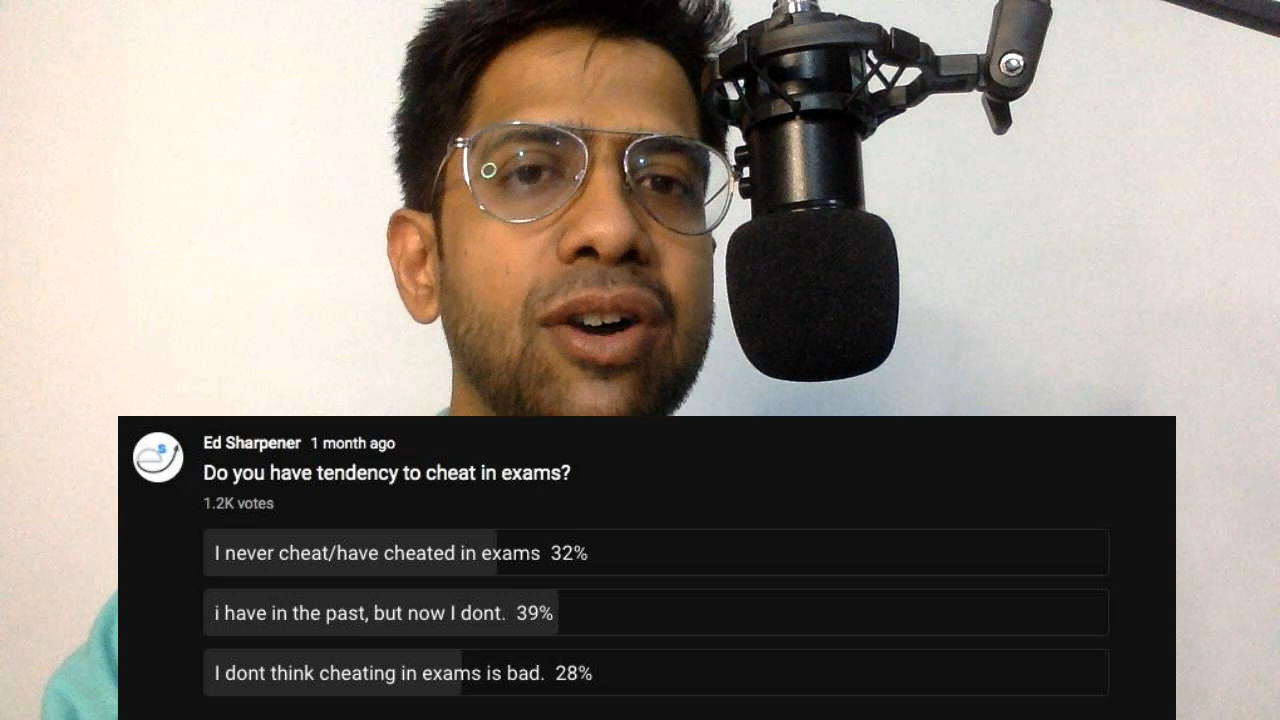 Ed Sharpener 1 month ago
Do you have tendency to cheat in exams?
1.2K votes
I never cheat/have cheated in exams 32%
i have in the past, but now I dont. 39%
I dont think cheating in exams is bad. 28%